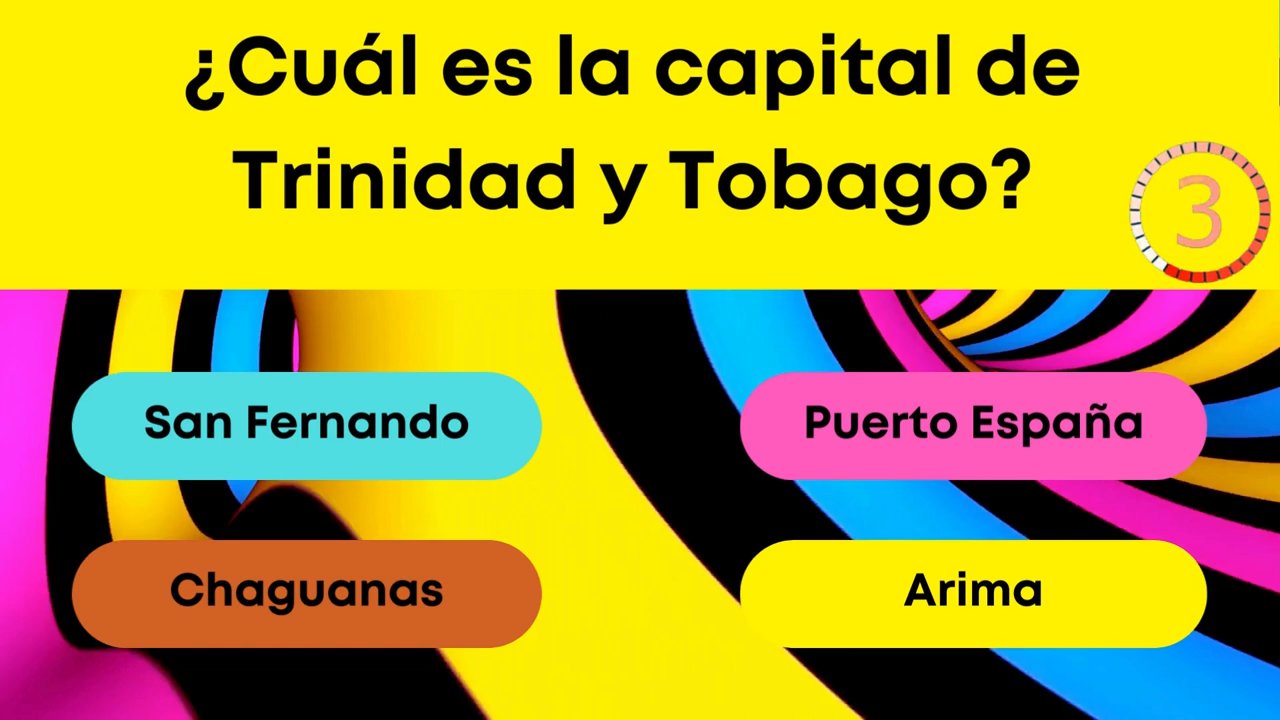 ¿Cuál es la capital de
Trinidad y Tobago?
3
San Fernando
Puerto España
Chaguanas
Arima